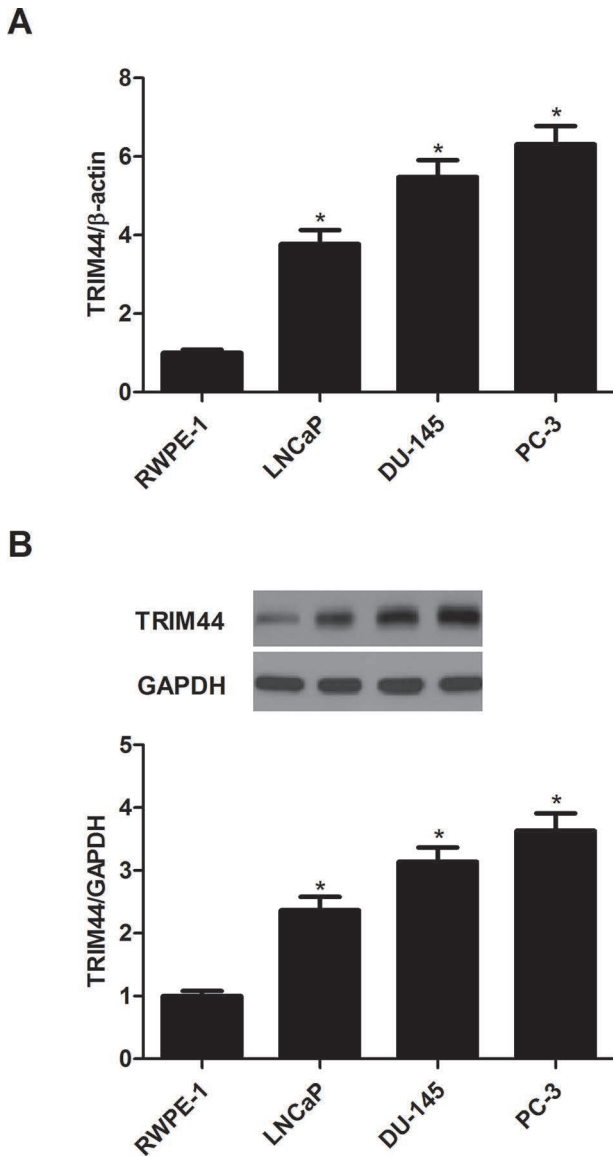 A
8
6
4
2
0
TRIM44/β-actin
*
*
*
RWPE-1
LNCaP
DU-145
PC-3
B
TRIM44
GAPDH
5
4
3
2
1
0
TRIM44/GAPDH
*
*
*
RWPE-1
LNCaP
DU-145
PC-3